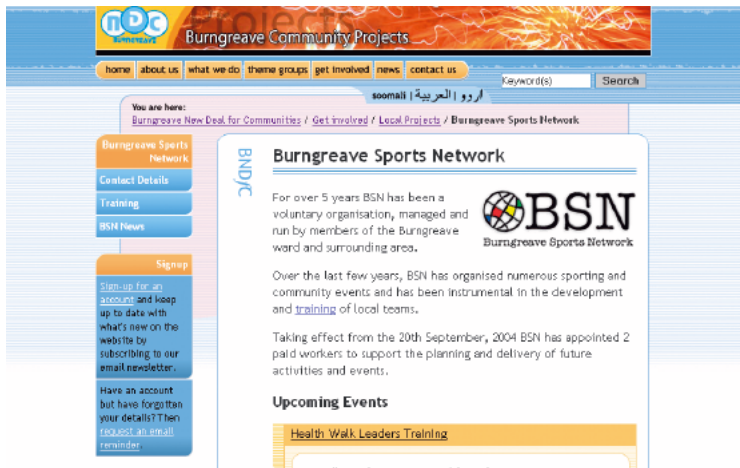 Projects
nDC
BURNGREAVE
Burngreave Community Projects
home about us what we do theme groups get involved news contact us
Keyword(s) Search
soomali | العربية | اردو
You are here:
Burngreave New Deal for Communities / Get involved / Local Projects / Burngreave Sports Network
Burngreave Sports
Network
Contact Details
Training
BSN News
Signup
Sign-up for an
account and keep
up to date with
what's new on the
website by
subscribing to our
email newsletter.
Have an account
but have forgotten
your details? Then
request an email
reminder.
BNDfC
Burngreave Sports Network
For over 5 years BSN has been a
voluntary organisation, managed and
run by members of the Burngreave
ward and surrounding area.
BSN
Burngreave Sports Network
Over the last few years, BSN has organised numerous sporting and
community events and has been instrumental in the development
and training of local teams.
Taking effect from the 20th September, 2004 BSN has appointed 2
paid workers to support the planning and delivery of future
activities and events.
Upcoming Events
Health Walk Leaders Training